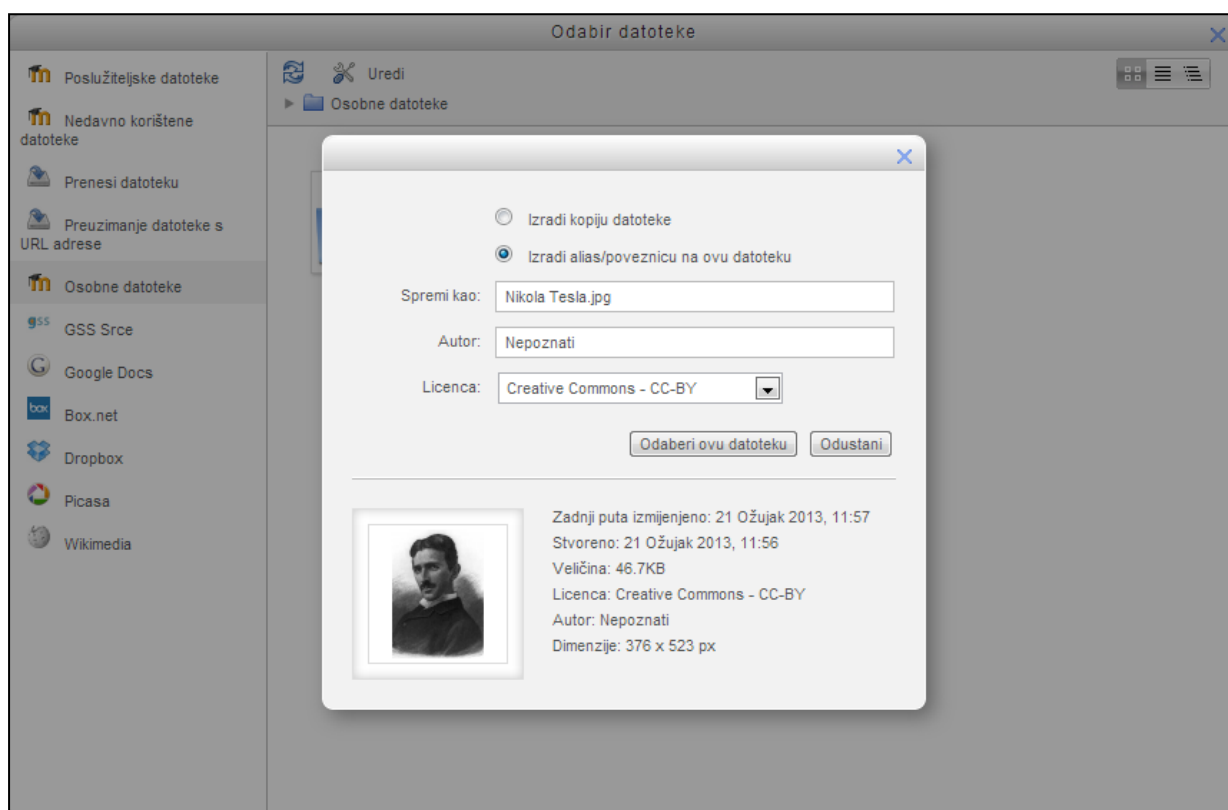 Odabir datoteke
Poslužiteljske datoteke
Nedavno korištene
datoteke
Prenesi datoteku
Preuzimanje datoteke s
URL adrese
Osobne datoteke
gss GSS Srce
G Google Docs
box Box.net
Dropbox
Picasa
Wikimedia
Uredi
Osobne datoteke
Izradi kopiju datoteke
Izradi alias/poveznicu na ovu datoteku
Spremi kao: Nikola Tesla.jpg
Autor: Nepoznati
Licenca: Creative Commons - CC-BY
Odaberi ovu datoteku Odustani
Zadnji puta izmijenjeno: 21 Ožujak 2013, 11:57
Stvoreno: 21 Ožujak 2013, 11:56
Veličina: 46.7KB
Licenca: Creative Commons - CC-BY
Autor: Nepoznati
Dimenzije: 376 x 523 px